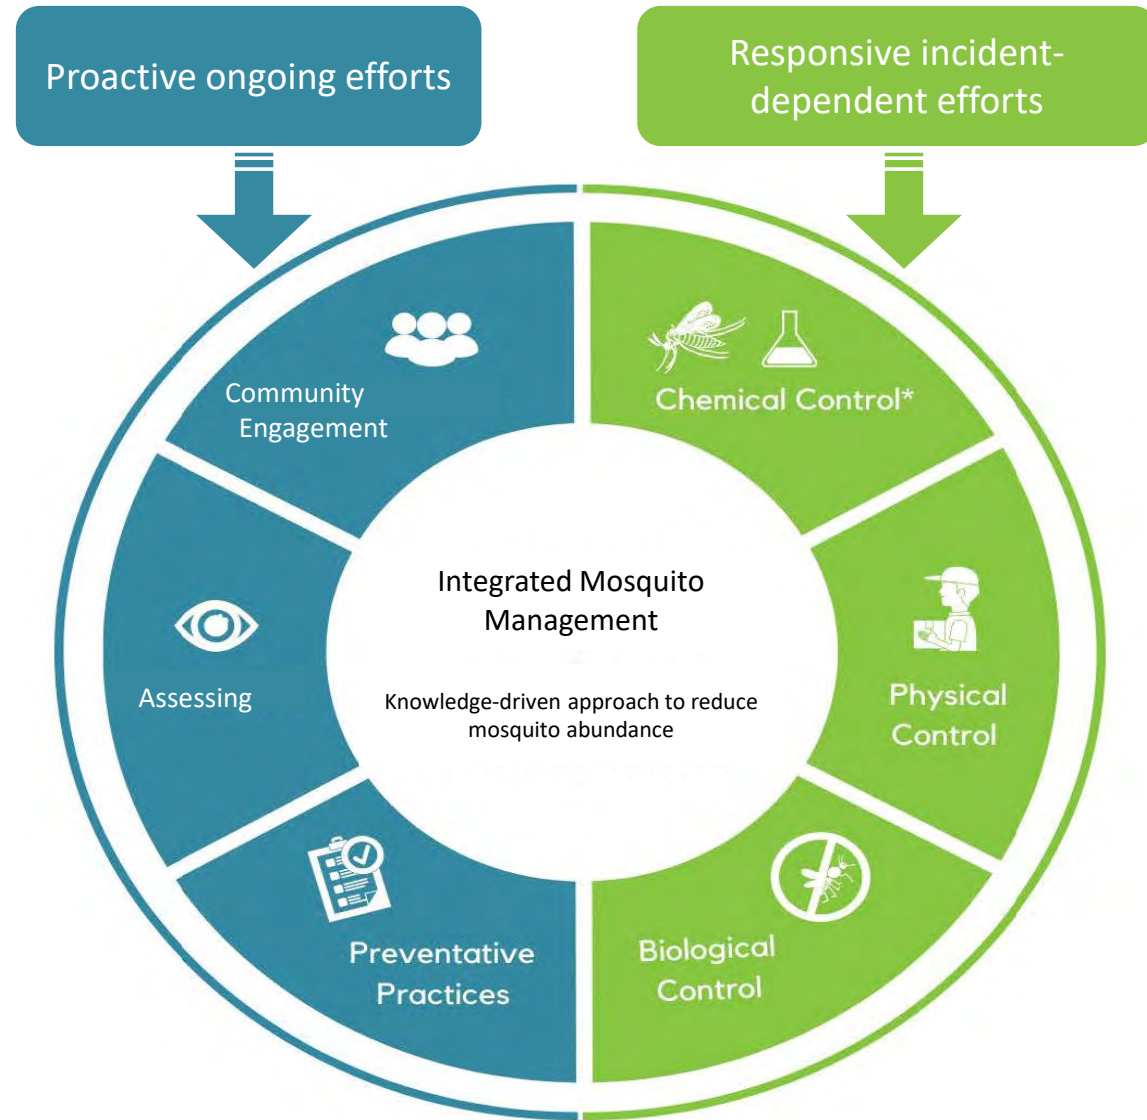 Proactive ongoing efforts
Responsive incident-
dependent efforts
Community
Engagement
Chemical Control*
Assessing
Integrated Mosquito
Management
Knowledge-driven approach to reduce
mosquito abundance
Physical
Control
Preventative
Practices
Biological
Control